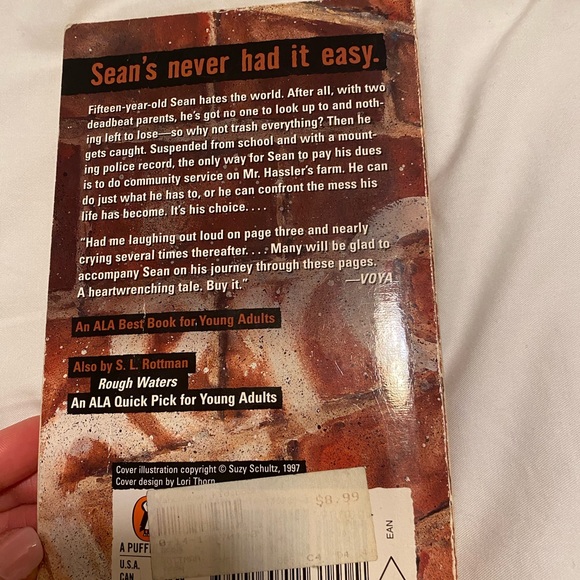 Sean's never had it easy.
Fifteen-year-old Sean hates the world. After all, with two
deadbeat parents, he's got no one to look up to and noth-
ing left to lose—so why not trash everything? Then he
gets caught. Suspended from school and with a mount-
ing police record, the only way for Sean to pay his dues
is to do community service on Mr. Hassler's farm. He can
do just what he has to, or he can confront the mess his
life has become. It's his choice. . . .
"Had me laughing out loud on page three and nearly
crying several times thereafter. . . . Many will be glad to
accompany Sean on his journey through these pages.
A heartwrenching tale. Buy it."
—VOYA
An ALA Best Book for Young Adults
Also by S. L. Rottman
Rough Waters
An ALA Quick Pick for Young Adults
Cover illustration copyright © Suzy Schultz, 1997
Cover design by Lori Thorn
$8.99
EAN
A PUFF
U.S.A.
CAN